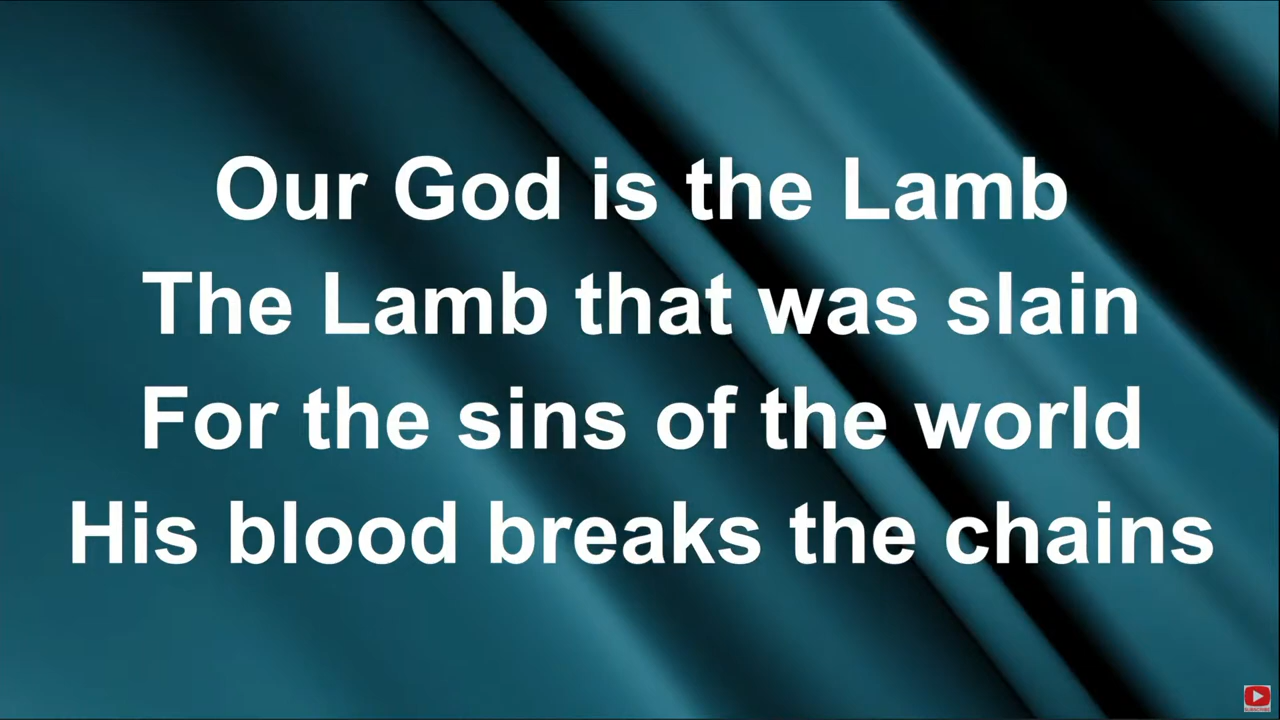 Our God is the Lamb
The Lamb that was slain
For the sins of the world
His blood breaks the chains